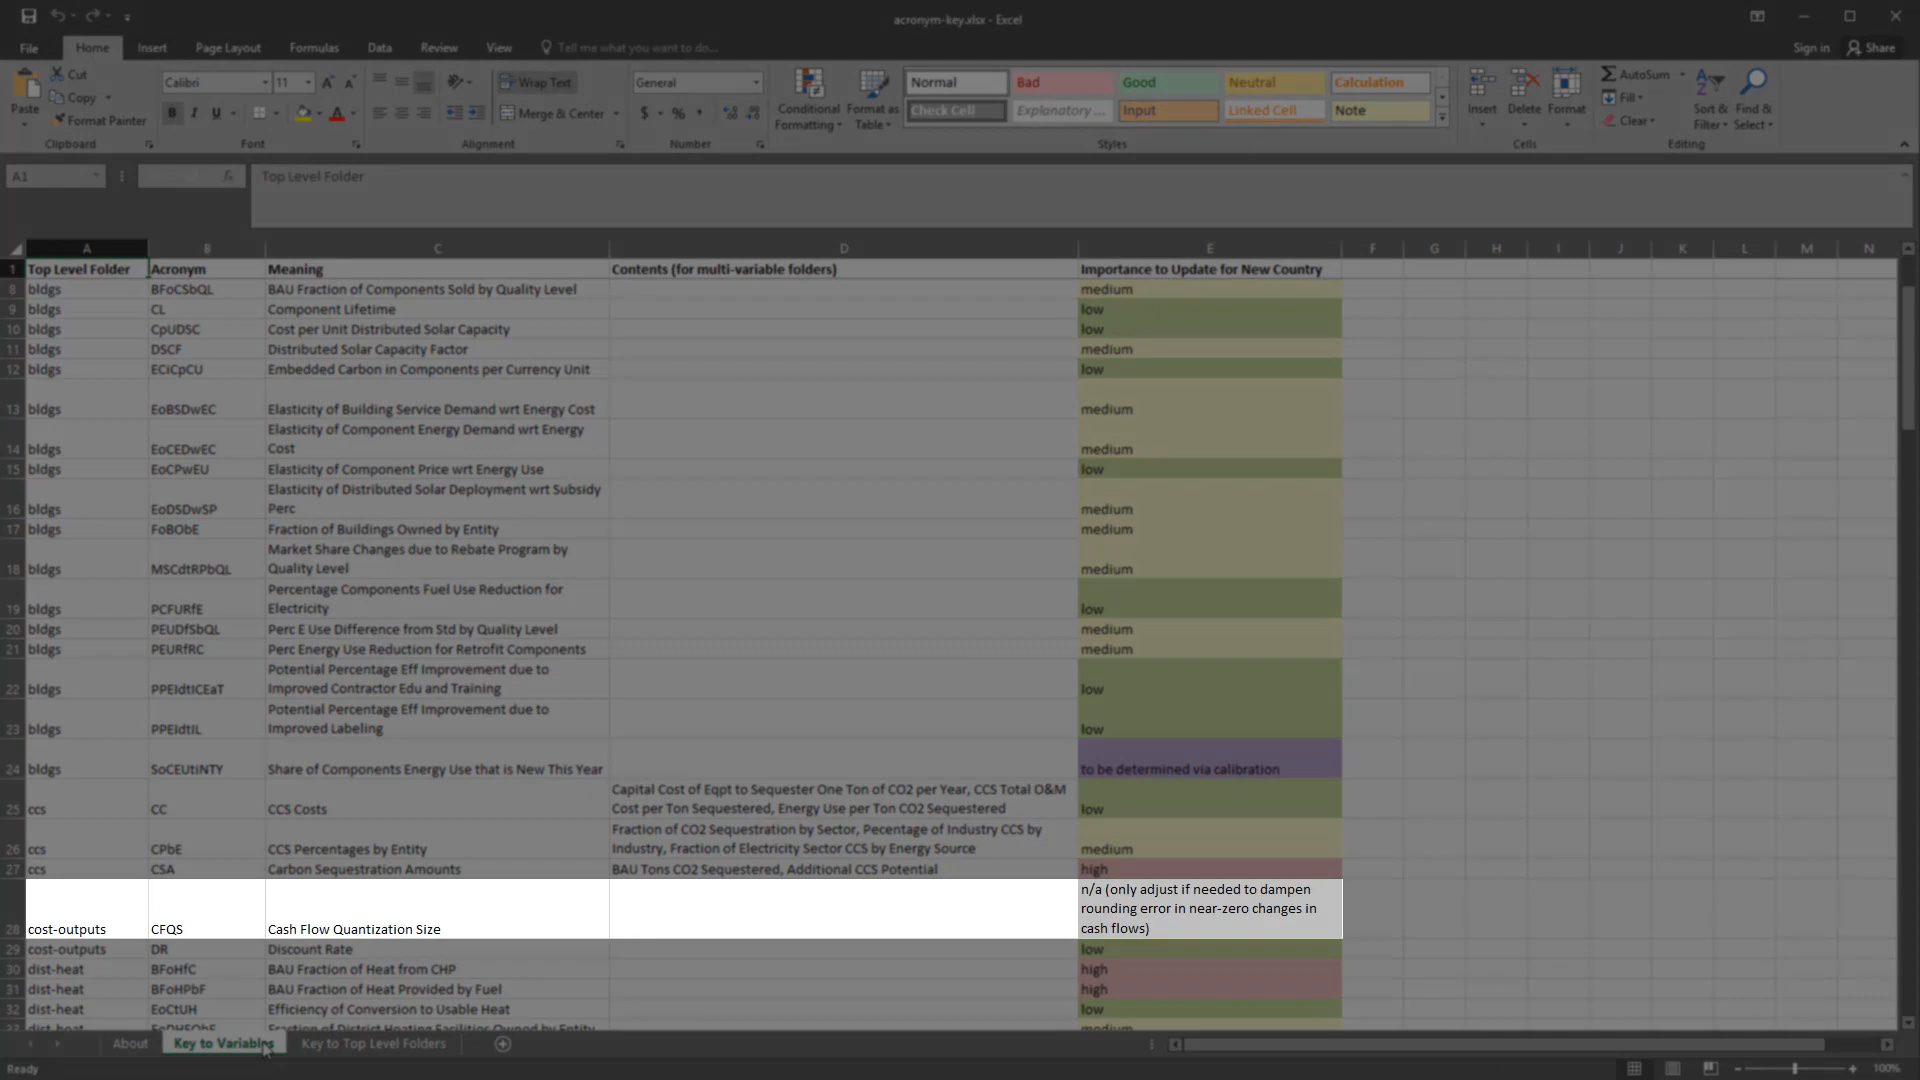 acronym-key.xlsx - Excel
File Home Insert Page Layout Formulas Data Review View Tell me what you want to do... Sign in Share
Paste Cut Copy Format Painter Clipboard
Calibri 11 B I U Font
Wrap Text Merge & Center Alignment
General $ % , Number
Conditional Formatting Format as Table
Normal Bad Good Neutral Calculation
Check Cell Explanatory ... Input Linked Cell Note
Styles
Insert Delete Format Cells
AutoSum Fill Clear Sort & Filter Find & Select Editing
A1 fx Top Level Folder
A B C D E F G H I J K L M N
1 Top Level Folder Acronym Meaning Contents (for multi-variable folders) Importance to Update for New Country
8 bldgs BFoCSbQL BAU Fraction of Components Sold by Quality Level medium
9 bldgs CL Component Lifetime low
10 bldgs CpUDSC Cost per Unit Distributed Solar Capacity low
11 bldgs DSCF Distributed Solar Capacity Factor medium
12 bldgs ECiCpCU Embedded Carbon in Components per Currency Unit low
13 bldgs EoBSDwEC Elasticity of Building Service Demand wrt Energy Cost medium
Elasticity of Component Energy Demand wrt Energy
14 bldgs EoCEDwEC Cost medium
15 bldgs EoCPwEU Elasticity of Component Price wrt Energy Use low
Elasticity of Distributed Solar Deployment wrt Subsidy
16 bldgs EoDSDwSP Perc medium
17 bldgs FoBObE Fraction of Buildings Owned by Entity medium
Market Share Changes due to Rebate Program by
18 bldgs MSCdtRPbQL Quality Level medium
Percentage Components Fuel Use Reduction for
19 bldgs PCFURfE Electricity low
20 bldgs PEUDfSbQL Perc E Use Difference from Std by Quality Level medium
21 bldgs PEURfRC Perc Energy Use Reduction for Retrofit Components medium
Potential Percentage Eff Improvement due to
22 bldgs PPEIdtICEaT Improved Contractor Edu and Training low
Potential Percentage Eff Improvement due to
23 bldgs PPEIdtIL Improved Labeling low
24 bldgs SoCEUtiNTY Share of Components Energy Use that is New This Year to be determined via calibration
Capital Cost of Eqpt to Sequester One Ton of CO2 per Year, CCS Total O&M
25 ccs CC CCS Costs Cost per Ton Sequestered, Energy Use per Ton CO2 Sequestered low
Fraction of CO2 Sequestration by Sector, Pecentage of Industry CCS by
26 ccs CPbE CCS Percentages by Entity Industry, Fraction of Electricity Sector CCS by Energy Source medium
27 ccs CSA Carbon Sequestration Amounts BAU Tons CO2 Sequestered, Additional CCS Potential high
n/a (only adjust if needed to dampen
rounding error in near-zero changes in
28 cost-outputs CFQS Cash Flow Quantization Size cash flows)
29 cost-outputs DR Discount Rate low
30 dist-heat BFoHfC BAU Fraction of Heat from CHP high
31 dist-heat BFoHPbF BAU Fraction of Heat Provided by Fuel high
32 dist-heat EoCtUH Efficiency of Conversion to Usable Heat low
33 dist-heat FoDHFObE Fraction of District Heating Facilities Owned by Entity medium
About Key to Variables Key to Top Level Folders
Ready 100%